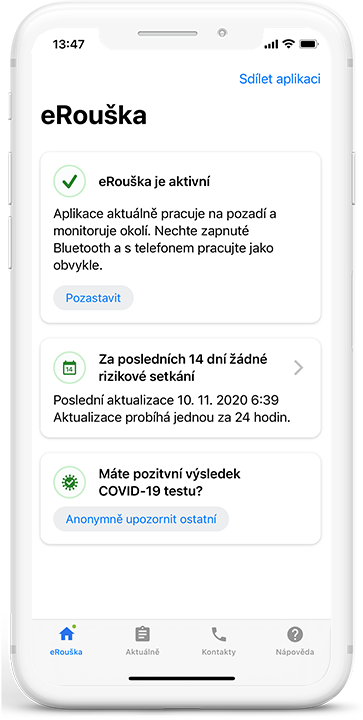 13:47
Sdílet aplikaci
eRouška
eRouška je aktivní
Aplikace aktuálně pracuje na pozadí a
monitoruje okolí. Nechte zapnuté
Bluetooth a s telefonem pracujte jako
obvykle.
Pozastavit
14
Za posledních 14 dní žádné
rizikové setkání
Poslední aktualizace 10. 11. 2020 6:39
Aktualizace probíhá jednou za 24 hodin.
Máte pozitvní výsledek
COVID-19 testu?
Anonymně upozornit ostatní
eRouška
Aktuálně
Kontakty
Nápověda